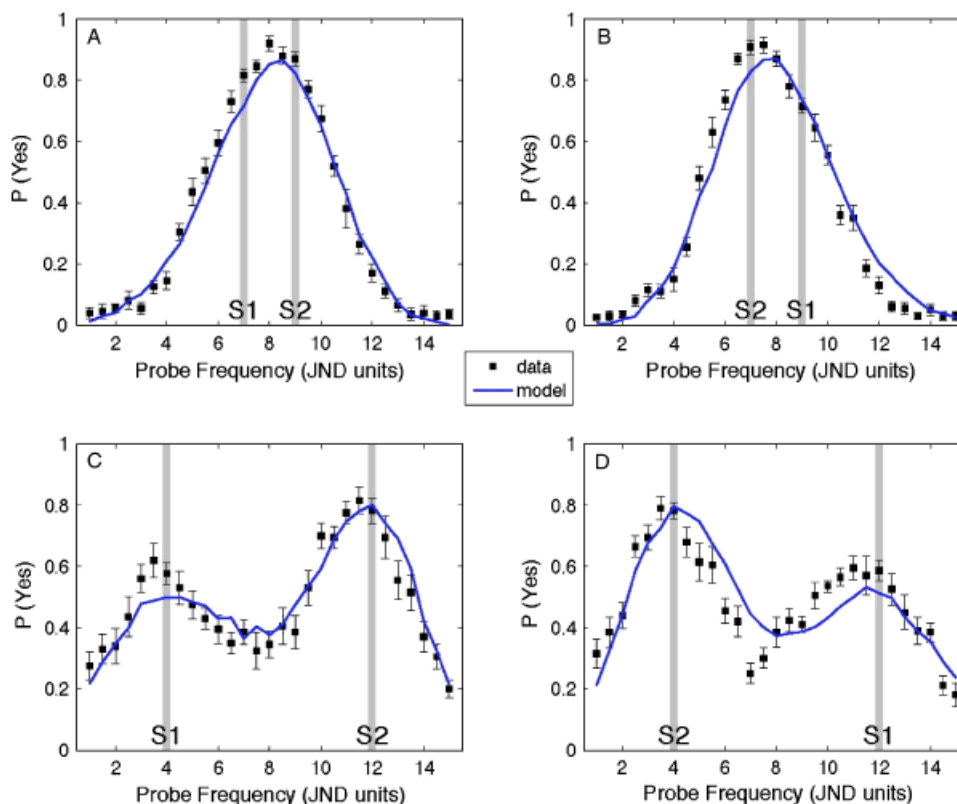 A
B
1
0.8
0.6
0.4
0.2
0
P (Yes)
S1
S2
2 4 6 8 10 12 14
Probe Frequency (JND units)
1
0.8
0.6
0.4
0.2
0
P (Yes)
S2
S1
2 4 6 8 10 12 14
Probe Frequency (JND units)
data
model
C
D
1
0.8
0.6
0.4
0.2
0
P (Yes)
S1
S2
2 4 6 8 10 12 14
Probe Frequency (JND units)
1
0.8
0.6
0.4
0.2
0
P (Yes)
S2
S1
2 4 6 8 10 12 14
Probe Frequency (JND units)